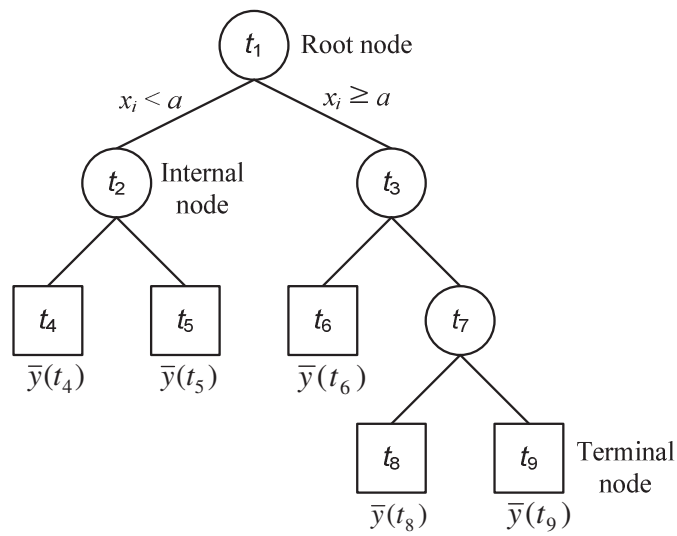 t₁ Root node
xᵢ < a xᵢ ≥ a
t₂ Internal node t₃
t₄ t₅ t₆ t₇
y̅(t₄) y̅(t₅) y̅(t₆)
t₈ t₉ Terminal node
y̅(t₈) y̅(t₉)